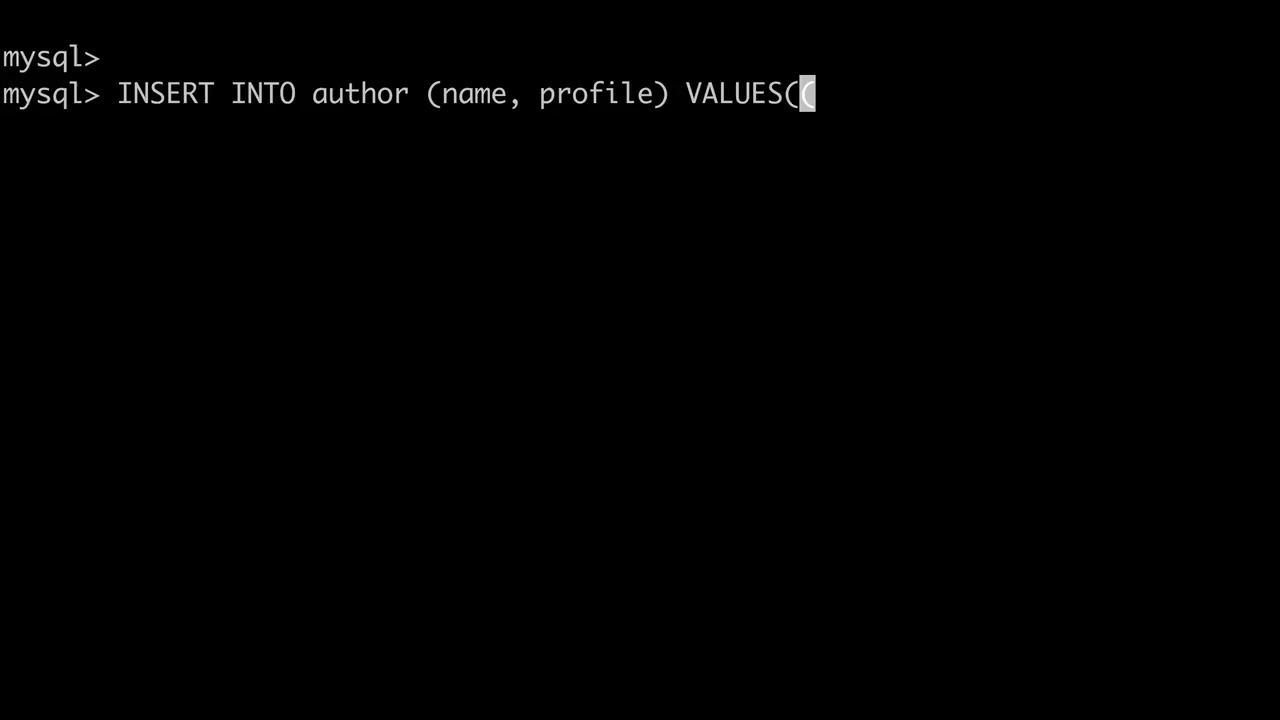 mysql>
mysql> INSERT INTO author (name, profile) VALUES((